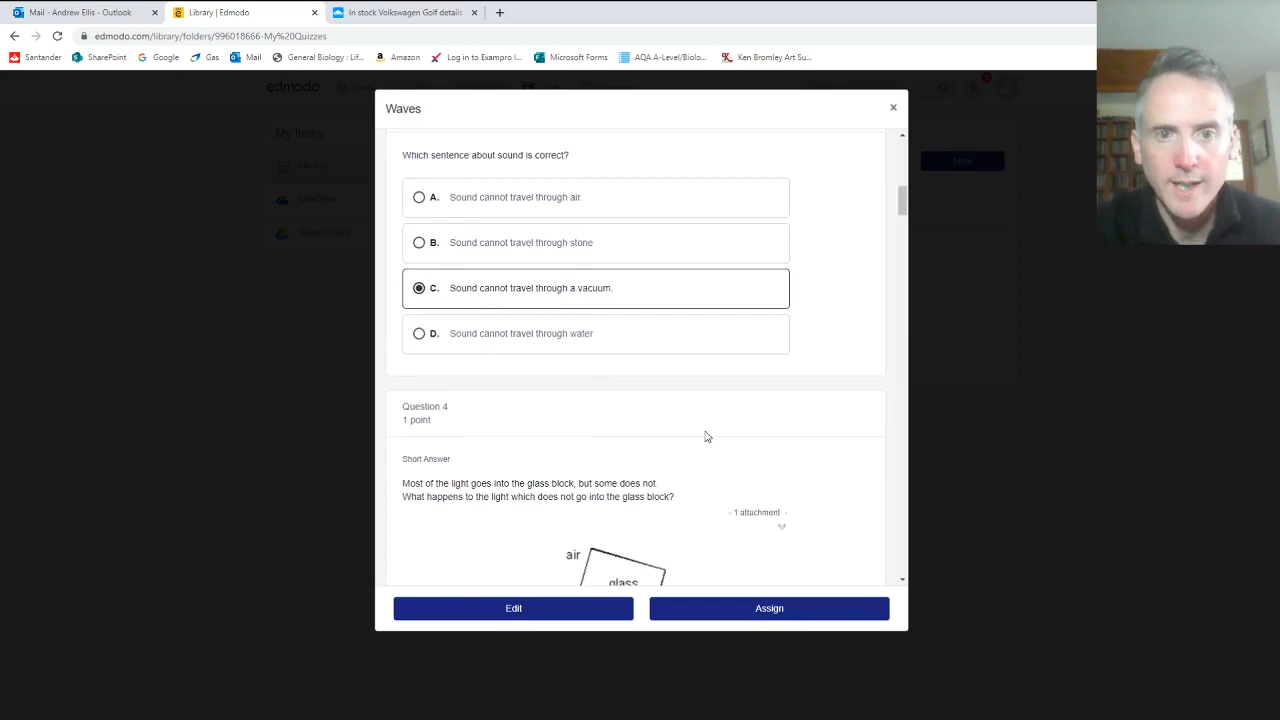 Mail - Andrew Ellis - Outlook
Library | Edmodo
In stock Volkswagen Golf details
edmodo.com/library/folders/996018666-My%20Quizzes
Santander
SharePoint
Google
Gas
Mail
General Biology : Lif...
Amazon
Log in to Exampro I...
Microsoft Forms
AQA A-Level/Biolo...
Ken Bromley Art Su...
edmodo
Waves
My Items
Library
OneDrive
New
Which sentence about sound is correct?
A. Sound cannot travel through air.
B. Sound cannot travel through stone
C. Sound cannot travel through a vacuum.
D. Sound cannot travel through water
Question 4
1 point
Short Answer
Most of the light goes into the glass block, but some does not.
What happens to the light which does not go into the glass block?
- 1 attachment -
air
glass
Edit
Assign